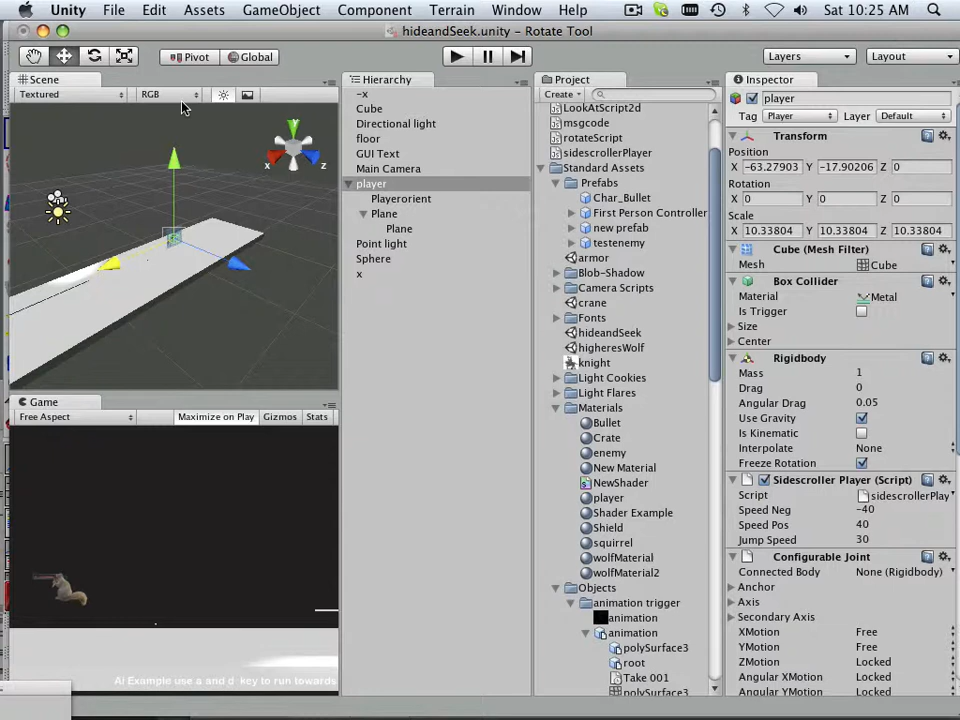 Unity File Edit Assets GameObject Component Terrain Window Help Sat 10:25 AM
hideandSeek.unity - Rotate Tool
Pivot Global Layers Layout
Scene
Textured RGB
y
x z
Game
Free Aspect Maximize on Play Gizmos Stats
AI Example use a and d key to run towards
Hierarchy
-x
Cube
Directional light
floor
GUI Text
Main Camera
player
Playerorient
Plane
Plane
Point light
Sphere
x
Project
Create
LookAtScript2d
msgcode
rotateScript
sidescrollerPlayer
Standard Assets
Prefabs
Char_Bullet
First Person Controller
new prefab
testenemy
armor
Blob-Shadow
Camera Scripts
crane
Fonts
hideandSeek
higheresWolf
knight
Light Cookies
Light Flares
Materials
Bullet
Crate
enemy
New Material
NewShader
player
Shader Example
Shield
squirrel
wolfMaterial
wolfMaterial2
Objects
animation trigger
animation
animation
polySurface3
root
Take 001
polySurface3
Inspector
player
Tag Player Layer Default
Transform
Position
X -63.27903 Y -17.90206 Z 0
Rotation
X 0 Y 0 Z 0
Scale
X 10.33804 Y 10.33804 Z 10.33804
Cube (Mesh Filter)
Mesh Cube
Box Collider
Material Metal
Is Trigger
Size
Center
Rigidbody
Mass 1
Drag 0
Angular Drag 0.05
Use Gravity
Is Kinematic
Interpolate None
Freeze Rotation
Sidescroller Player (Script)
Script sidescrollerPlay
Speed Neg -40
Speed Pos 40
Jump Speed 30
Configurable Joint
Connected Body None (Rigidbody)
Anchor
Axis
Secondary Axis
XMotion Free
YMotion Free
ZMotion Locked
Angular XMotion Locked
Angular YMotion Locked